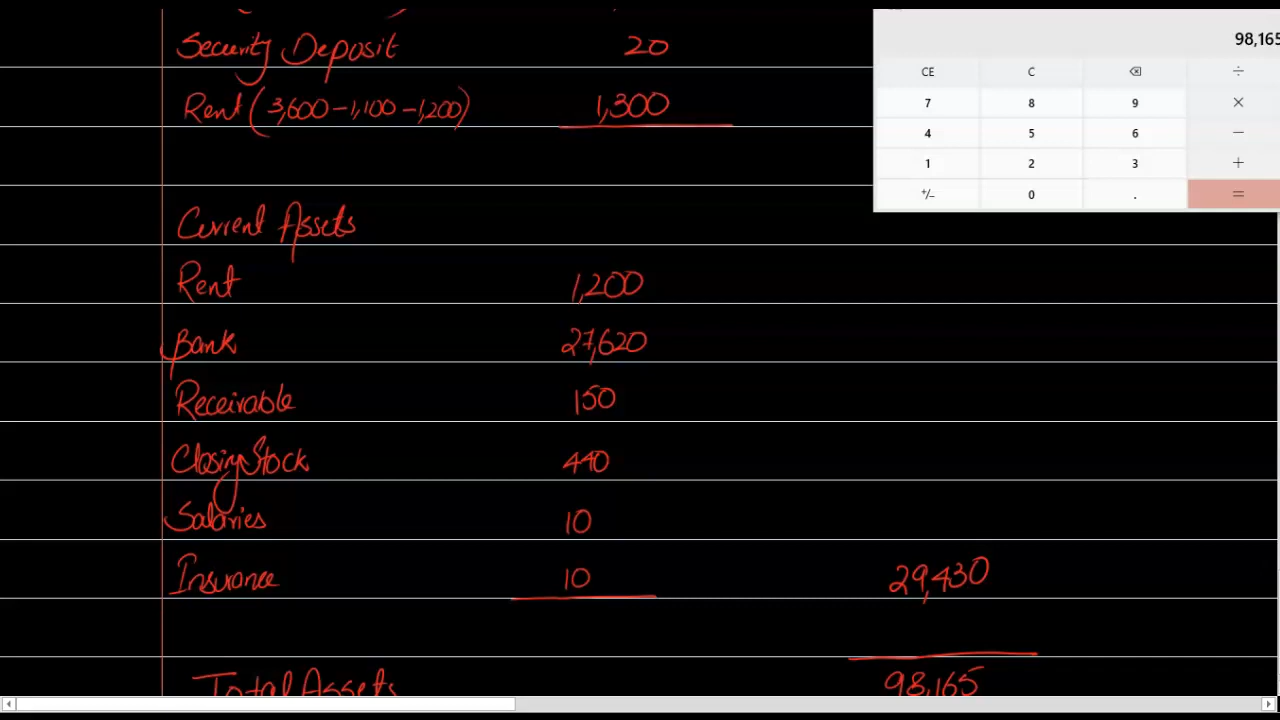 98,165
Security Deposit 20
CE C ⌫ ÷
Rent (3,600 - 1,100 - 1,200) 1,300
7 8 9 ×
4 5 6 −
1 2 3 +
+/− 0 . =
Current Assets
Rent 1,200
Bank 27,620
Receivable 150
Closing Stock 440
Salaries 10
Insurance 10 29,430
Total Assets 98,165